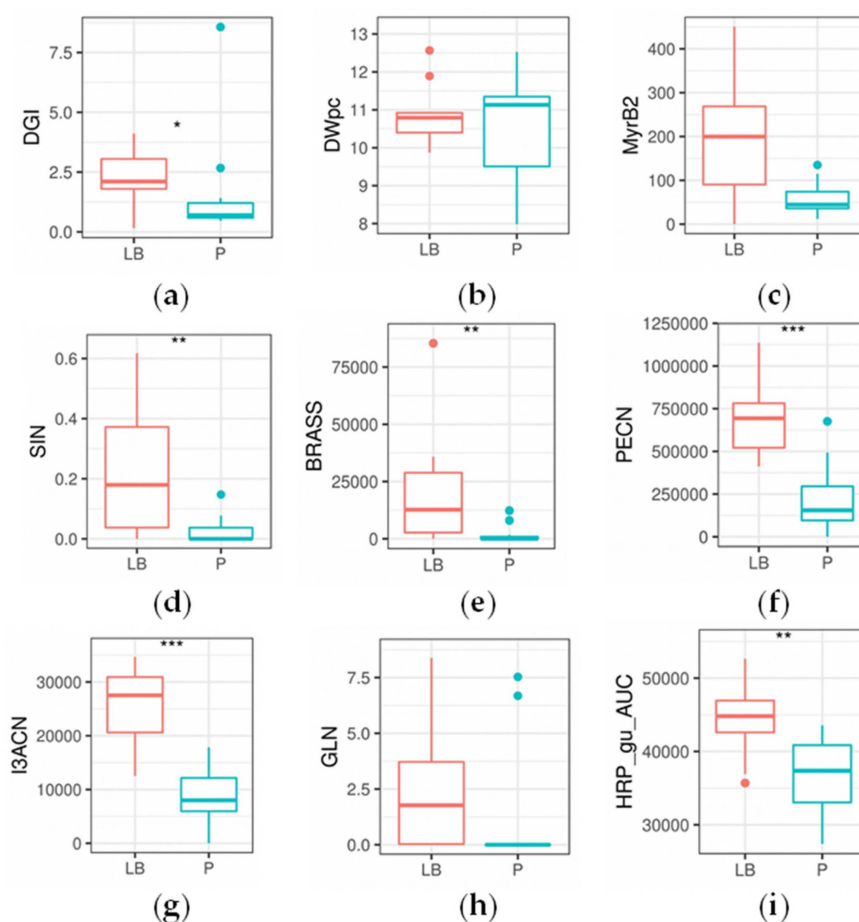 DGI
7.5
5.0
2.5
0.0
*
LB P
(a)
DWpc
13
12
11
10
9
8
LB P
(b)
MyrB2
400
300
200
100
0
LB P
(c)
SIN
0.6
0.4
0.2
0.0
**
LB P
(d)
BRASS
75000
50000
25000
0
**
LB P
(e)
PECN
1250000
1000000
750000
500000
250000
0
***
LB P
(f)
I3ACN
30000
20000
10000
0
***
LB P
(g)
GLN
7.5
5.0
2.5
0.0
LB P
(h)
HRP_gu_AUC
50000
40000
30000
**
LB P
(i)